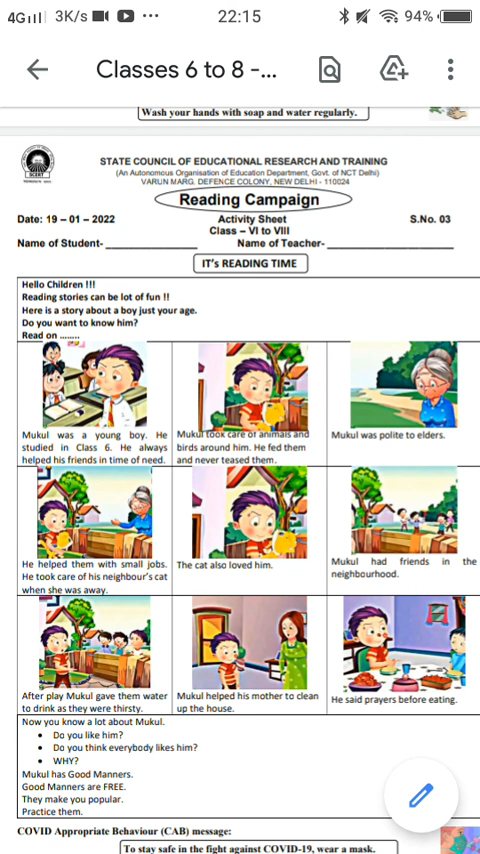 4G 3K/s 22:15 94%
Classes 6 to 8 -...
Wash your hands with soap and water regularly.
SCERT
STATE COUNCIL OF EDUCATIONAL RESEARCH AND TRAINING
(An Autonomous Organisation of Education Department, Govt. of NCT Delhi)
VARUN MARG, DEFENCE COLONY, NEW DELHI - 110024
Reading Campaign
Date: 19 – 01 – 2022 Activity Sheet S.No. 03
Class – VI to VIII
Name of Student- Name of Teacher-
IT's READING TIME
Hello Children !!!
Reading stories can be lot of fun !!
Here is a story about a boy just your age.
Do you want to know him?
Read on ........
Mukul was a young boy. He
studied in Class 6. He always
helped his friends in time of need.
Mukul took care of animals and
birds around him. He fed them
and never teased them.
Mukul was polite to elders.
He helped them with small jobs.
He took care of his neighbour's cat
when she was away.
The cat also loved him.
Mukul had friends in the
neighbourhood.
After play Mukul gave them water
to drink as they were thirsty.
Mukul helped his mother to clean
up the house.
He said prayers before eating.
Now you know a lot about Mukul.
• Do you like him?
• Do you think everybody likes him?
• WHY?
Mukul has Good Manners.
Good Manners are FREE.
They make you popular.
Practice them.
COVID Appropriate Behaviour (CAB) message:
To stay safe in the fight against COVID-19, wear a mask.